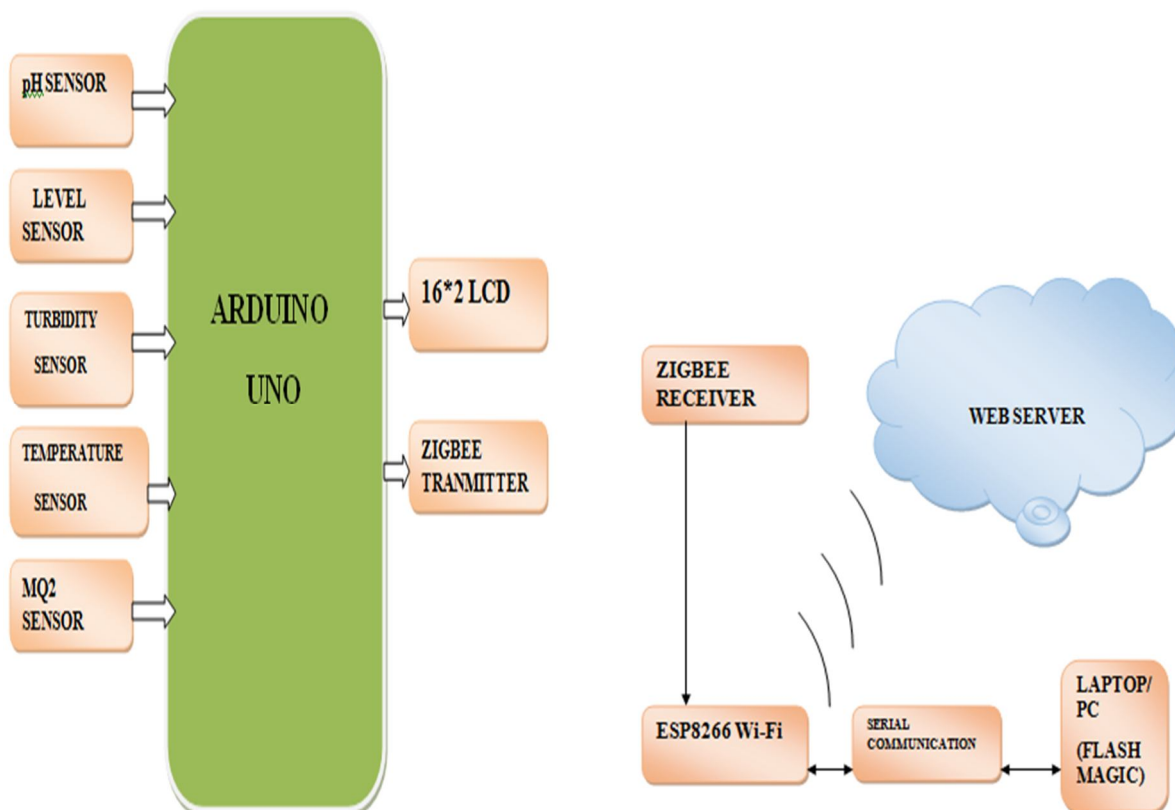 pH SENSOR
LEVEL
SENSOR
TURBIDITY
SENSOR
TEMPERATURE
SENSOR
MQ2
SENSOR
ARDUINO
UNO
16*2 LCD
ZIGBEE
TRANMITTER
ZIGBEE
RECEIVER
WEB SERVER
ESP8266 Wi-Fi
SERIAL
COMMUNICATION
LAPTOP/
PC
(FLASH
MAGIC)